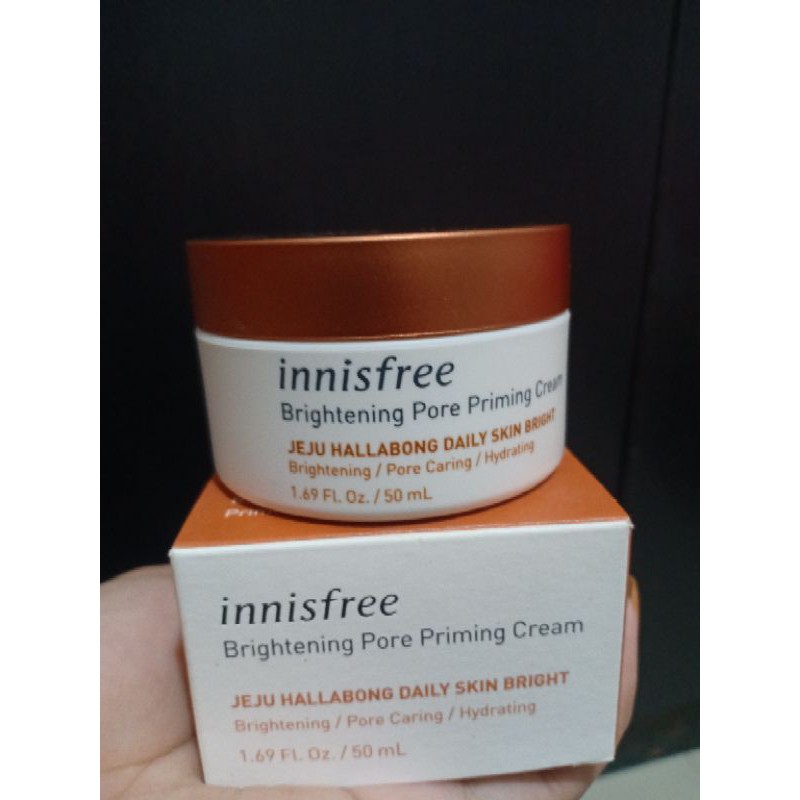 innisfree
Brightening Pore Priming Cream
JEJU HALLABONG DAILY SKIN BRIGHT
Brightening / Pore Caring / Hydrating
1.69 FL. Oz. / 50 mL
innisfree
Brightening Pore Priming Cream
JEJU HALLABONG DAILY SKIN BRIGHT
Brightening / Pore Caring / Hydrating
1.69 Fl. Oz. / 50 mL